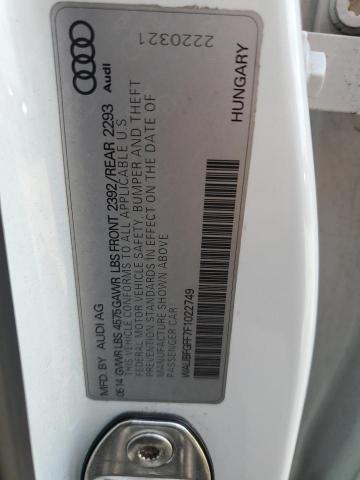 Audi
2220321
HUNGARY
MFD. BY AUDI AG
05 14 GVWR LBS 4575 GAWR LBS FRONT 2392/REAR 2293
THIS VEHICLE CONFORMS TO ALL APPLICABLE U.S.
FEDERAL MOTOR VEHICLE SAFETY, BUMPER AND THEFT
PREVENTION STANDARDS IN EFFECT ON THE DATE OF
MANUFACTURE SHOWN ABOVE.
PASSENGER CAR
WAUBFGFF7F1022749